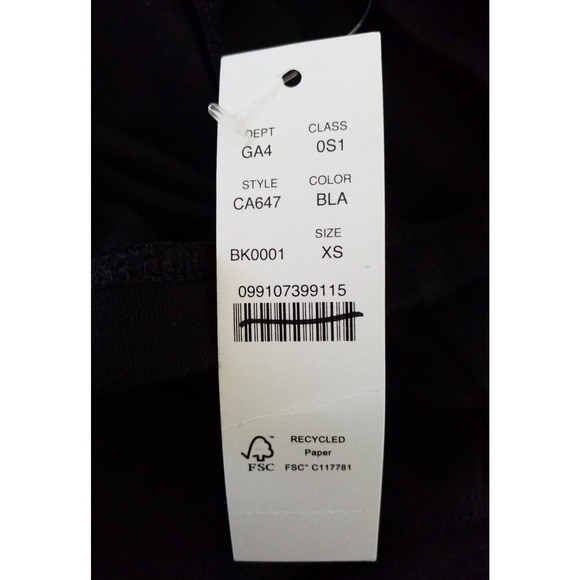 DEPT CLASS
GA4 0S1
STYLE COLOR
CA647 BLA
SIZE
BK0001 XS
099107399115
RECYCLED
Paper
FSC™ C117781
FSC